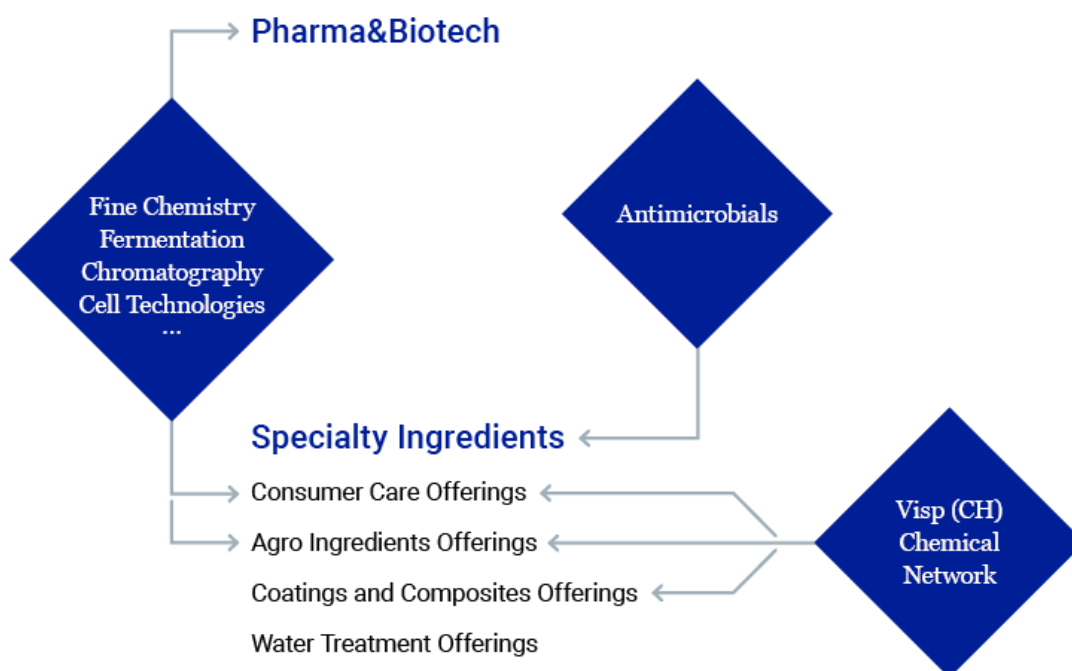 Pharma&Biotech
Fine Chemistry
Fermentation
Chromatography
Cell Technologies
...
Antimicrobials
Specialty Ingredients
Consumer Care Offerings
Agro Ingredients Offerings
Coatings and Composites Offerings
Water Treatment Offerings
Visp (CH)
Chemical
Network